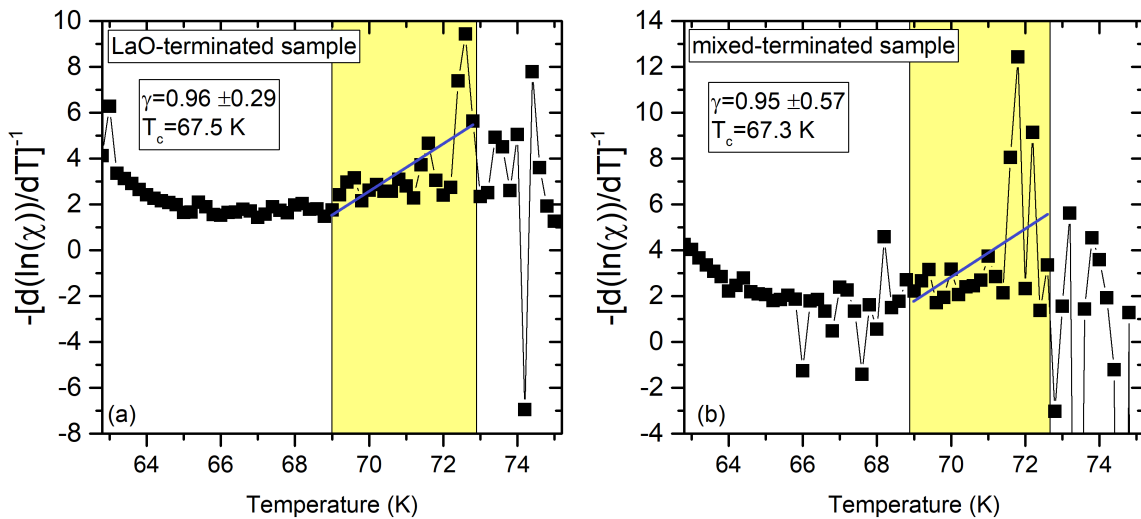 LaO-terminated sample
γ=0.96 ±0.29
T_c=67.5 K
-[d(ln(χ))/dT]⁻¹
10
8
6
4
2
0
-2
-4
-6
-8
(a)
64 66 68 70 72 74
Temperature (K)
mixed-terminated sample
γ=0.95 ±0.57
T_c=67.3 K
-[d(ln(χ))/dT]⁻¹
14
12
10
8
6
4
2
0
-2
-4
(b)
64 66 68 70 72 74
Temperature (K)